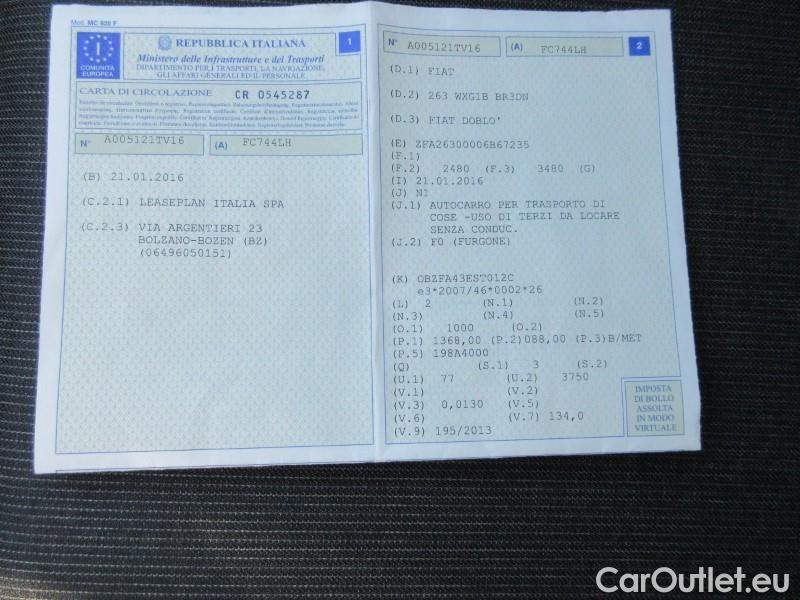 Mod. MC 820 F
REPUBBLICA ITALIANA
1
I
COMUNITÀ
EUROPEA
Ministero delle Infrastrutture e dei Trasporti
DIPARTIMENTO PER I TRASPORTI, LA NAVIGAZIONE,
GLI AFFARI GENERALI ED IL PERSONALE
CARTA DI CIRCOLAZIONE CR 0545287
N° A005121TV16 (A) FC744LH
(B) 21.01.2016
(C.2.1) LEASEPLAN ITALIA SPA
(C.2.3) VIA ARGENTIERI 23
BOLZANO-BOZEN (BZ)
(06496050151)
N° A005121TV16 (A) FC744LH 2
(D.1) FIAT
(D.2) 263 WXG1B BR3DN
(D.3) FIAT DOBLO'
(E) ZFA26300006B67235
(F.1)
(F.2) 2480 (F.3) 3480 (G)
(I) 21.01.2016
(J) N1
(J.1) AUTOCARRO PER TRASPORTO DI
COSE -USO DI TERZI DA LOCARE
SENZA CONDUC.
(J.2) F0 (FURGONE)
(K) OBZFA43EST012C
e3*2007/46*0002*26
(L) 2 (N.1) (N.2)
(N.3) (N.4) (N.5)
(O.1) 1000 (O.2)
(P.1) 1368,00 (P.2)088,00 (P.3)B/MET
(P.5) 198A4000
(Q) (S.1) 3 (S.2)
(U.1) 77 (U.2) 3750
(V.1) (V.2)
(V.3) 0,0130 (V.5)
(V.6) (V.7) 134,0
(V.9) 195/2013
IMPOSTA
DI BOLLO
ASSOLTA
IN MODO
VIRTUALE
CarOutlet.eu